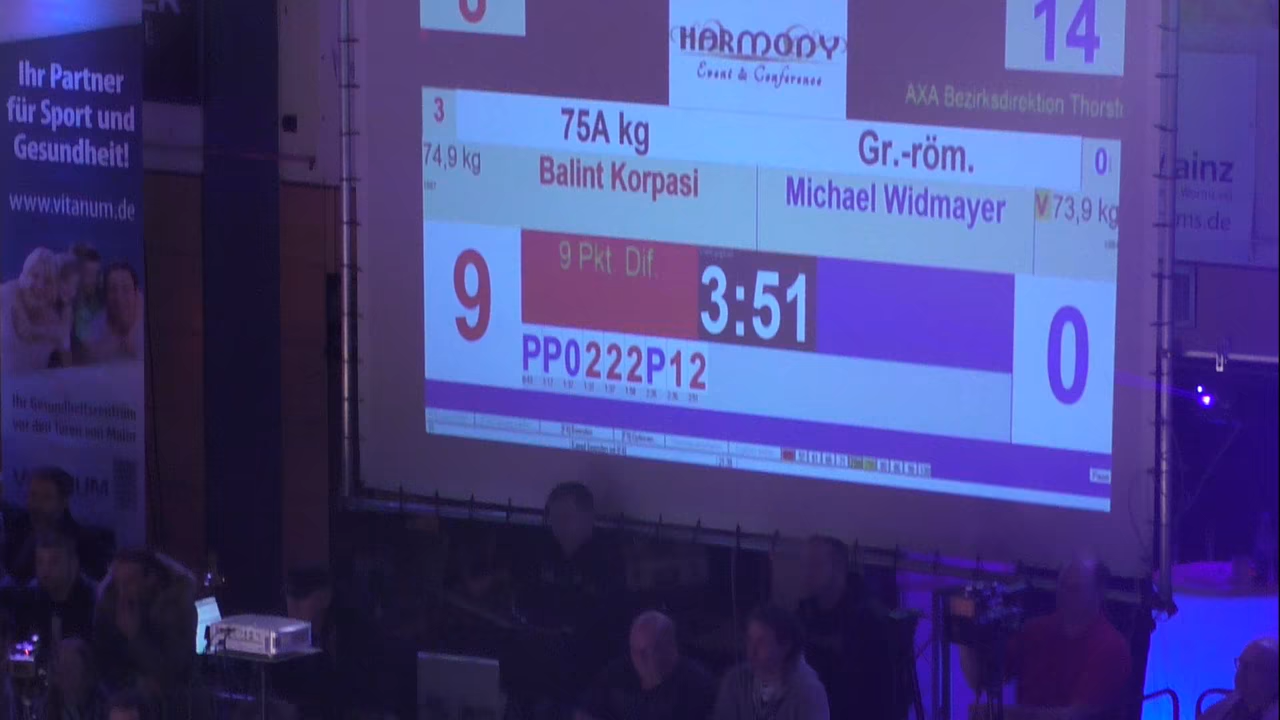 Ihr Partner
für Sport und
Gesundheit!
www.vitanum.de
14
HARMONY
Event & Conference
AXA Bezirksdirektion Thorst
3
75A kg
Gr.-röm.
0
74,9 kg
Balint Korpasi
Michael Widmayer
V
73,9 kg
9
9 Pkt Dif.
3:51
0
PP0222P12
ainz
ms.de